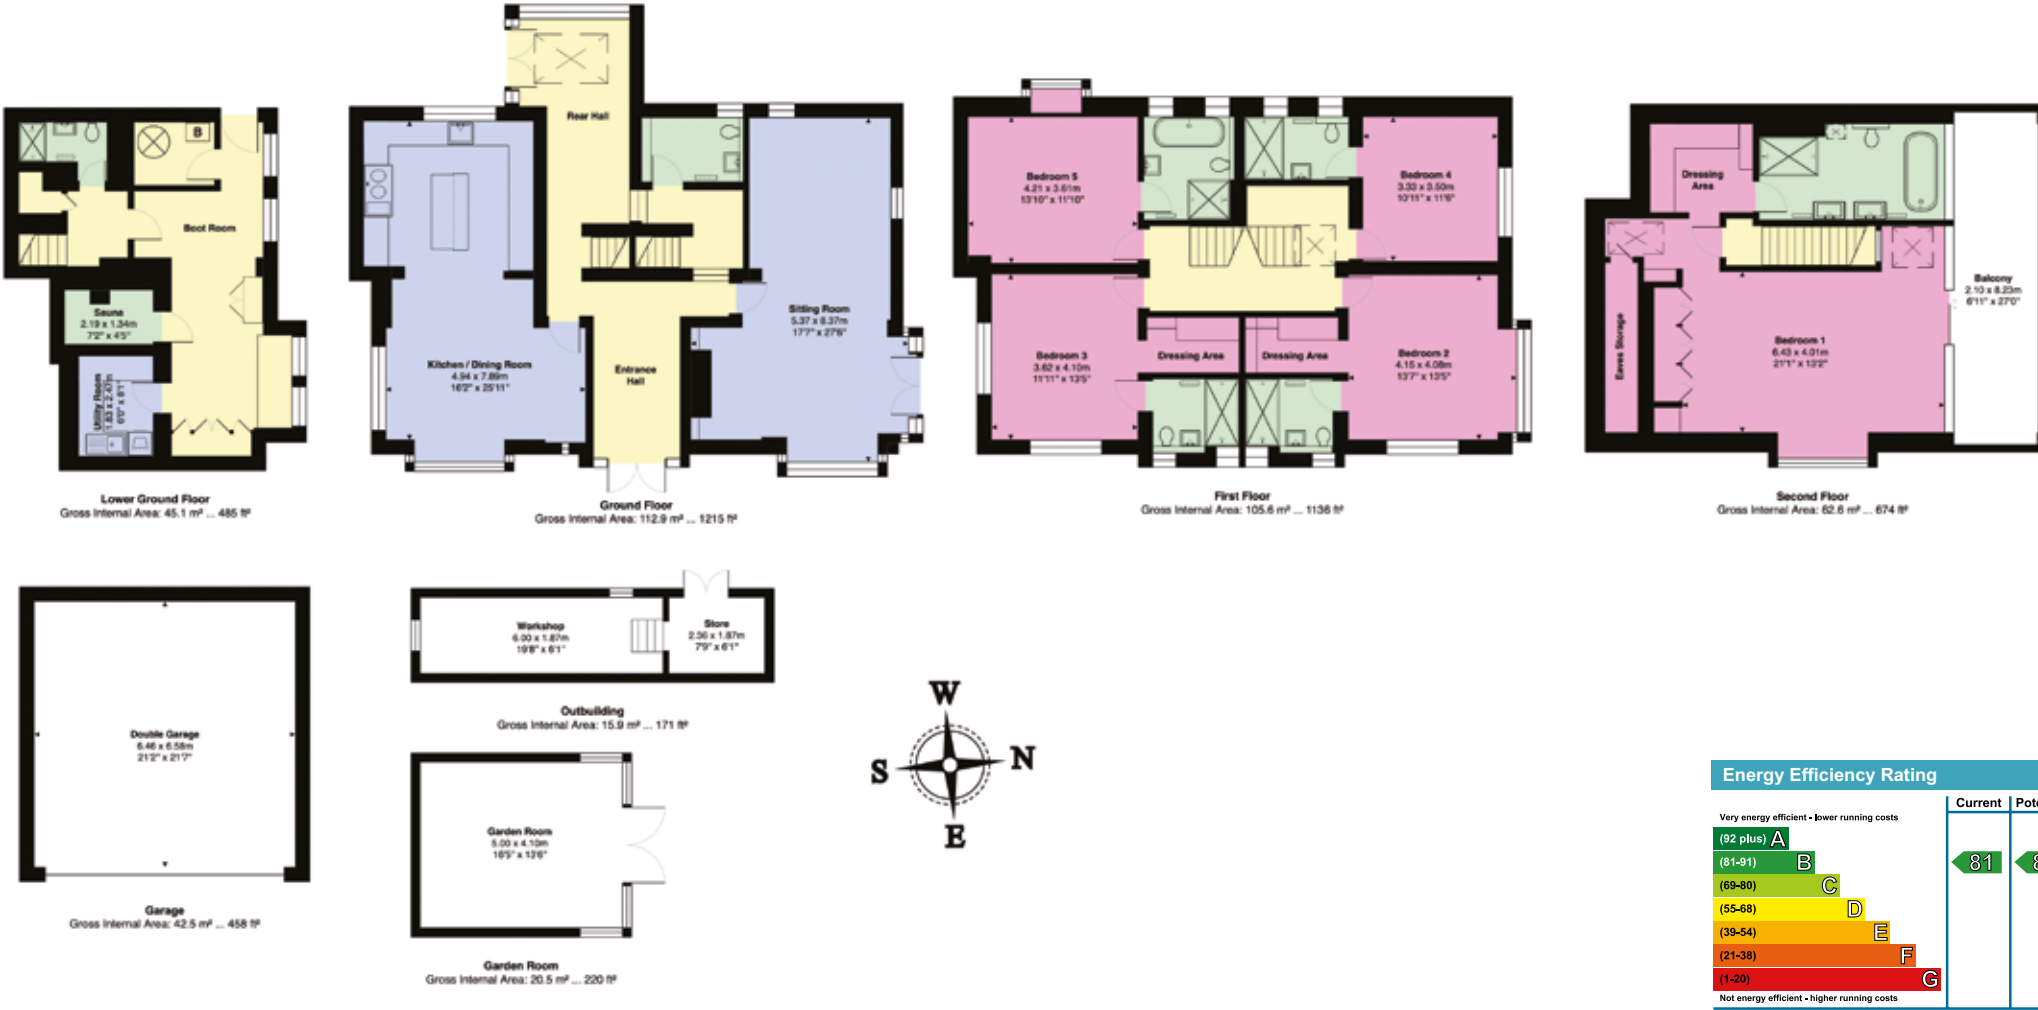 B
Boot Room
Sauna
2.19 x 1.34m
7'2" x 4'5"
Utility Room
1.83 x 2.47m
6'0" x 8'1"
Lower Ground Floor
Gross Internal Area: 45.1 m² ... 485 ft²
Rear Hall
Kitchen / Dining Room
4.94 x 7.89m
16'2" x 25'11"
Entrance
Hall
Sitting Room
5.37 x 8.37m
17'7" x 27'6"
Ground Floor
Gross Internal Area: 112.9 m² ... 1215 ft²
Bedroom 5
4.21 x 3.61m
13'10" x 11'10"
Bedroom 4
3.33 x 3.50m
10'11" x 11'6"
Bedroom 3
3.62 x 4.10m
11'11" x 13'5"
Dressing Area
Dressing Area
Bedroom 2
4.15 x 4.08m
13'7" x 13'5"
First Floor
Gross Internal Area: 105.6 m² ... 1136 ft²
Dressing
Area
Eaves Storage
Bedroom 1
6.43 x 4.01m
21'1" x 13'2"
Balcony
2.10 x 8.23m
6'11" x 27'0"
Second Floor
Gross Internal Area: 62.6 m² ... 674 ft²
Double Garage
6.46 x 6.58m
21'2" x 21'7"
Garage
Gross Internal Area: 42.5 m² ... 458 ft²
Workshop
6.00 x 1.87m
19'8" x 6'1"
Store
2.36 x 1.87m
7'9" x 6'1"
Outbuilding
Gross Internal Area: 15.9 m² ... 171 ft²
Garden Room
5.00 x 4.10m
16'5" x 13'6"
Garden Room
Gross Internal Area: 20.5 m² ... 220 ft²
W
S
N
E
Energy Efficiency Rating
Current
Very energy efficient - lower running costs
(92 plus) A
(81-91) B
81
(69-80) C
(55-68) D
(39-54) E
(21-38) F
(1-20) G
Not energy efficient - higher running costs